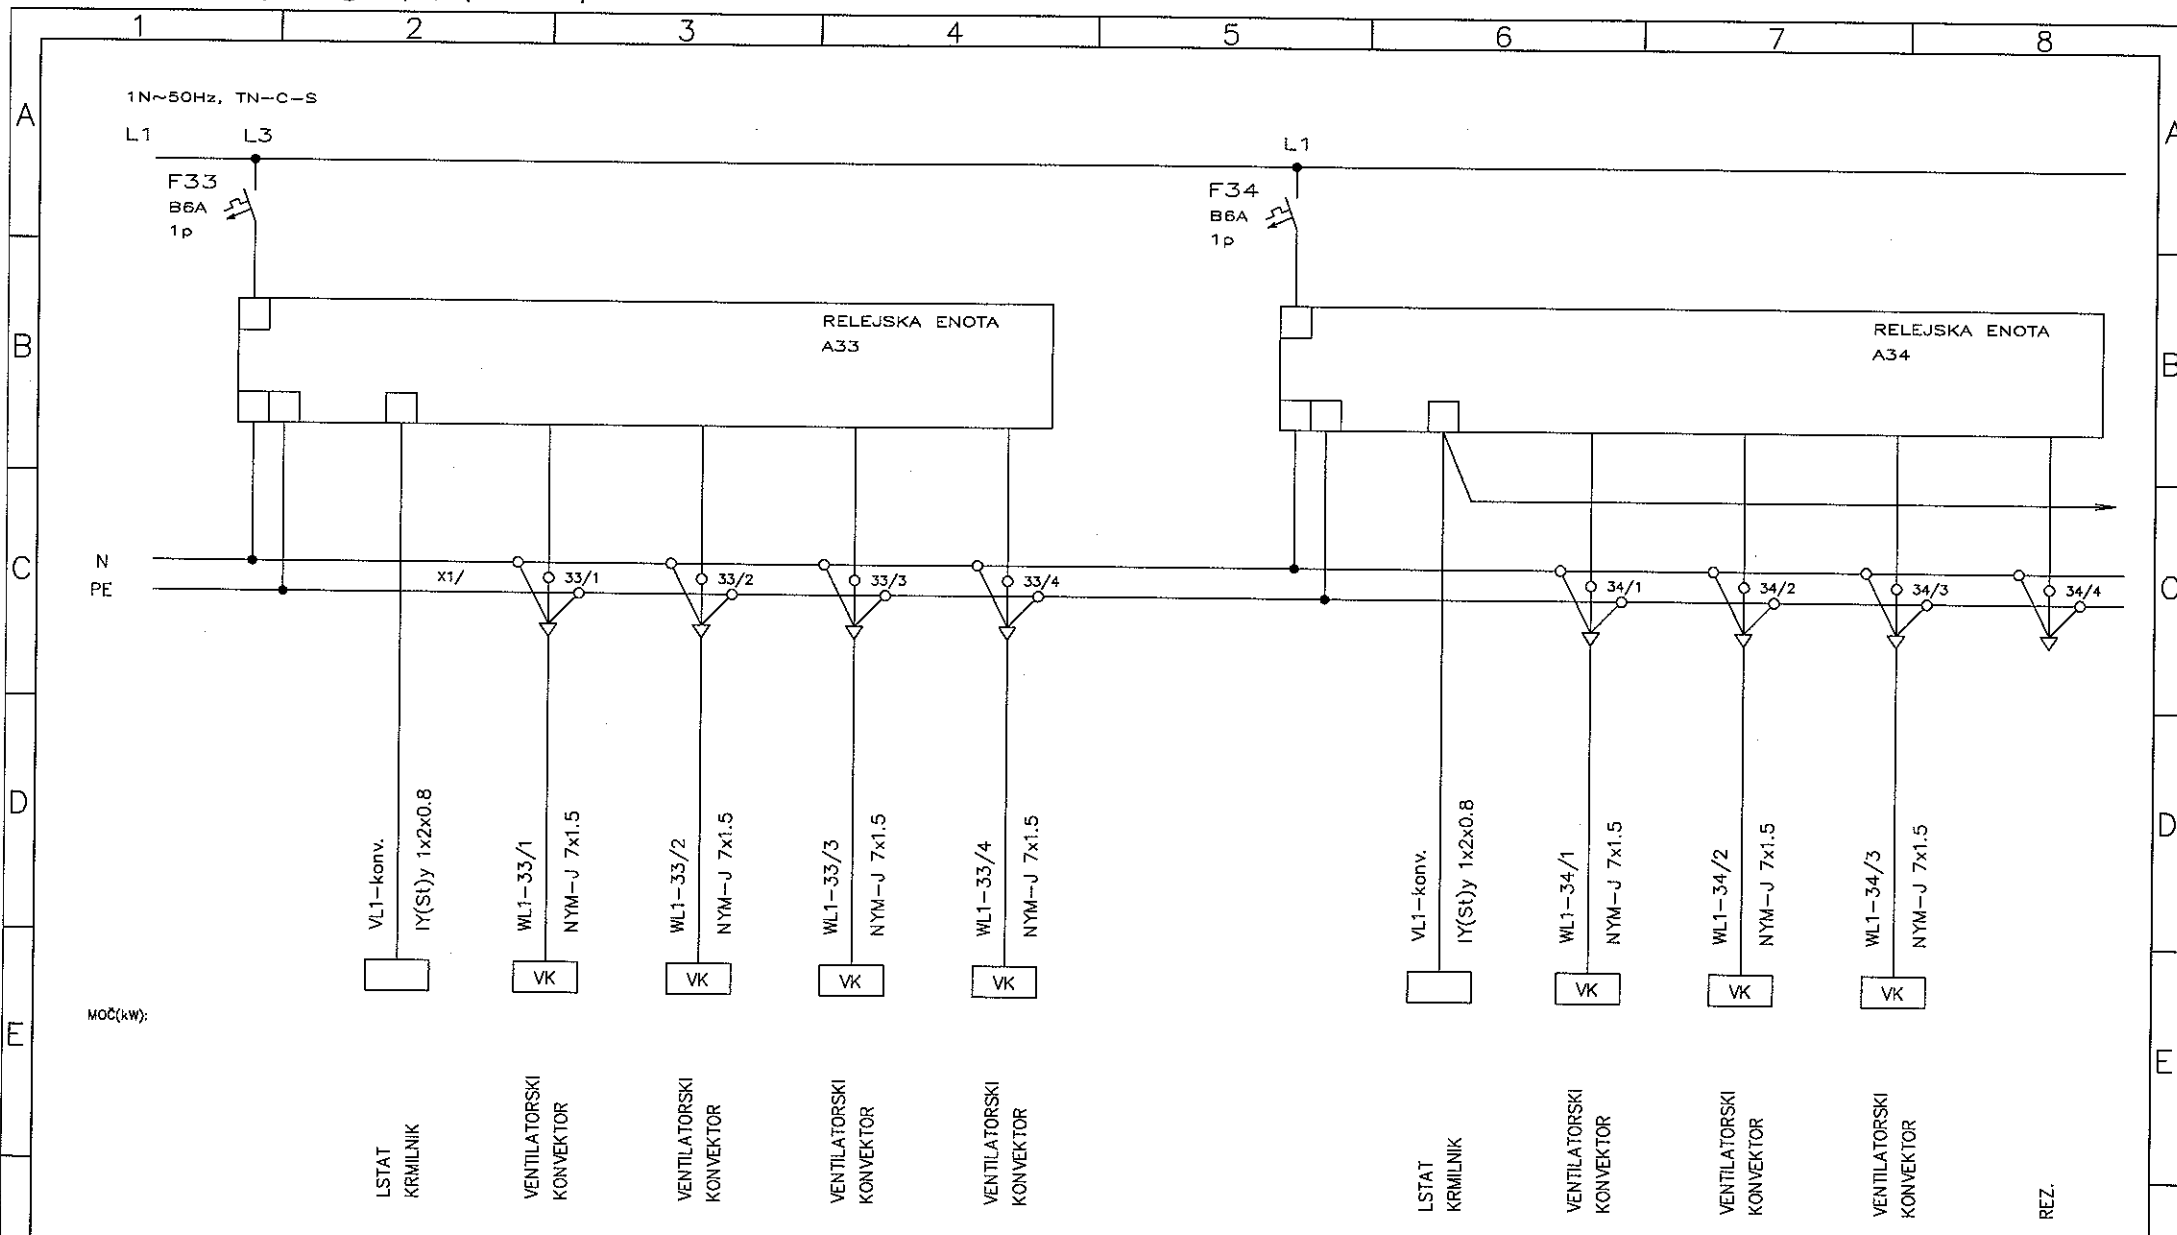 1 2 3 4 5 6 7 8
A A
1N~50Hz, TN-C-S
L1 L3 L1
F33 F34
B6A B6A
1p 1p
B B
RELEJSKA ENOTA RELEJSKA ENOTA
A33 A34
C C
N
PE
X1/ 33/1 33/2 33/3 33/4 34/1 34/2 34/3 34/4
D D
VL1-konv.
IY(St)y 1x2x0.8
WL1-33/1
NYM-J 7x1.5
WL1-33/2
NYM-J 7x1.5
WL1-33/3
NYM-J 7x1.5
WL1-33/4
NYM-J 7x1.5
VL1-konv.
IY(St)y 1x2x0.8
WL1-34/1
NYM-J 7x1.5
WL1-34/2
NYM-J 7x1.5
WL1-34/3
NYM-J 7x1.5
VK VK VK VK VK VK VK
MOČ(kW):
E E
LSTAT
KRMILNIK
VENTILATORSKI
KONVEKTOR
VENTILATORSKI
KONVEKTOR
VENTILATORSKI
KONVEKTOR
VENTILATORSKI
KONVEKTOR
LSTAT
KRMILNIK
VENTILATORSKI
KONVEKTOR
VENTILATORSKI
KONVEKTOR
VENTILATORSKI
KONVEKTOR
REZ.